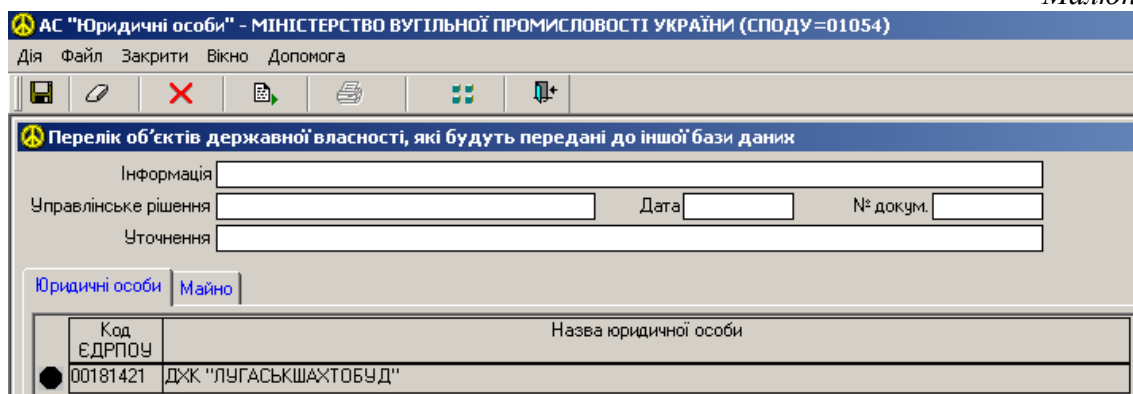 Малюн
АС "Юридичні особи" - МІНІСТЕРСТВО ВУГІЛЬНОЇ ПРОМИСЛОВОСТІ УКРАЇНИ (СПОДУ=01054)
Дія Файл Закрити Вікно Допомога
Перелік об'єктів державної власності, які будуть передані до іншої бази даних
Інформація
Управлінське рішення Дата № докум.
Уточнення
Юридичні особи Майно
Код ЄДРПОУ Назва юридичної особи
00181421 ДХК "ЛУГАСЬКШАХТОБУД"